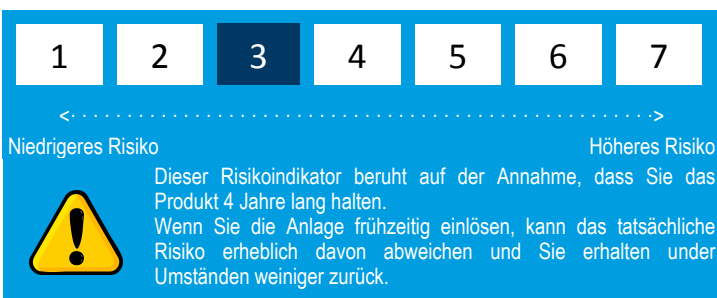 1 2 3 4 5 6 7
<· · · · · · · · · · · · · · · · · · · · · · · · · · · · · · · · · · · · · · · · · · · · · · · · · · · ·>
Niedrigeres Risiko Höheres Risiko
Dieser Risikoindikator beruht auf der Annahme, dass Sie das
Produkt 4 Jahre lang halten.
Wenn Sie die Anlage frühzeitig einlösen, kann das tatsächliche
Risiko erheblich davon abweichen und Sie erhalten under
Umständen weiniger zurück.